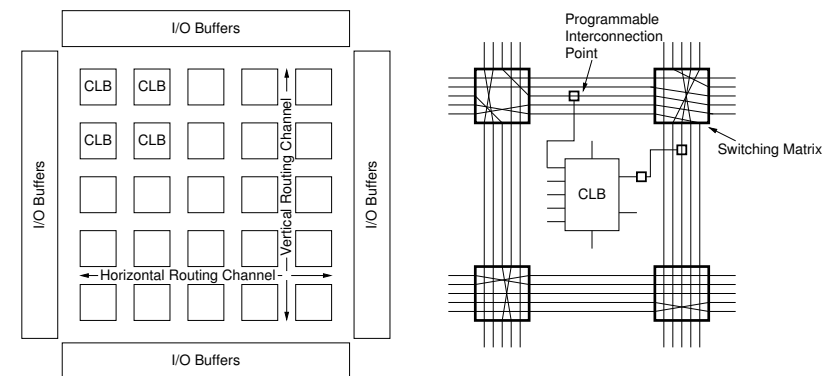 I/O Buffers
I/O Buffers
CLB
CLB
CLB
CLB
Vertical Routing Channel
Horizontal Routing Channel
I/O Buffers
I/O Buffers
Programmable
Interconnection
Point
Switching Matrix
CLB